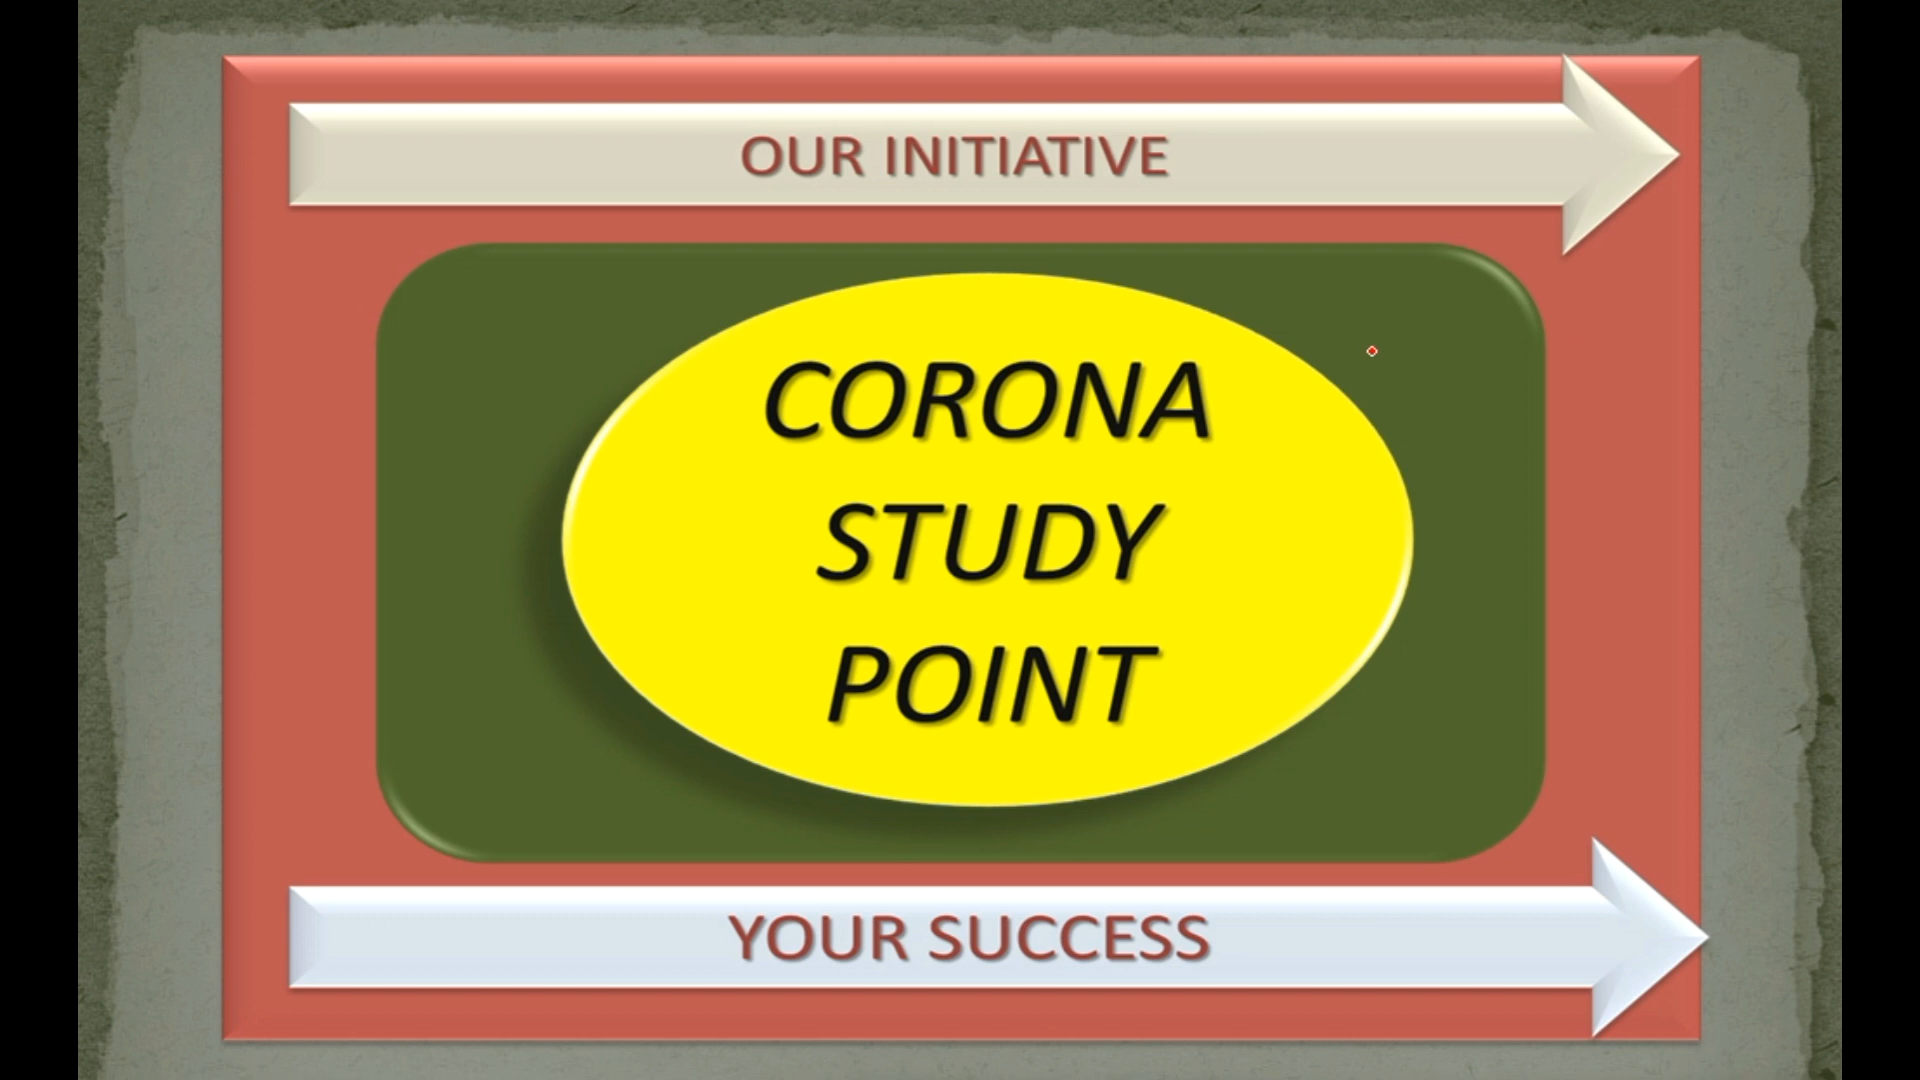 OUR INITIATIVE
CORONA
STUDY
POINT
YOUR SUCCESS